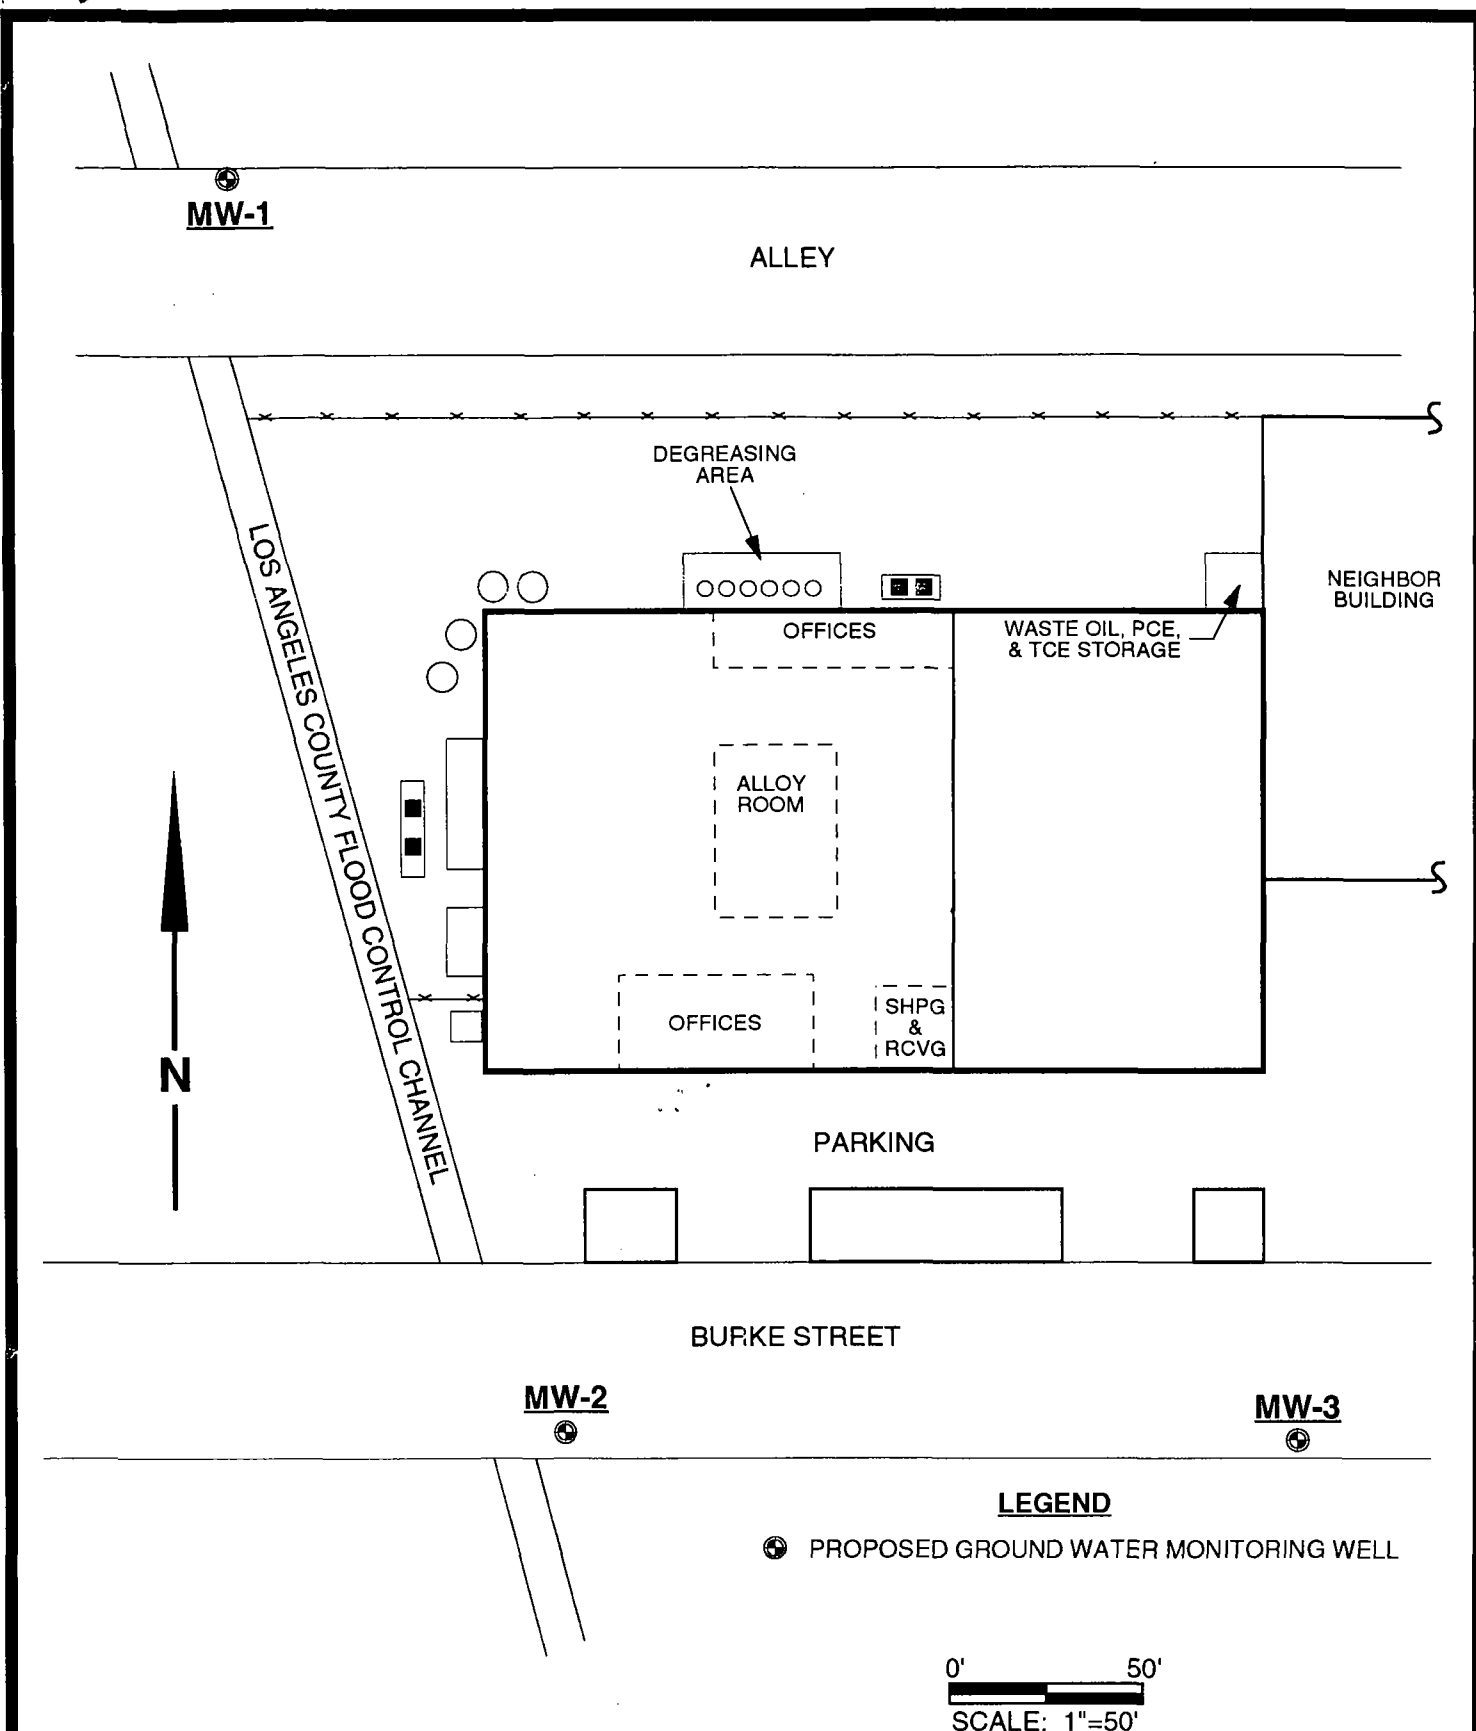 MW-1
ALLEY
DEGREASING
AREA
LOS ANGELES COUNTY FLOOD CONTROL CHANNEL
NEIGHBOR
BUILDING
OFFICES
WASTE OIL, PCE,
& TCE STORAGE
ALLOY
ROOM
N
OFFICES
SHPG
&
RCVG
PARKING
BURKE STREET
MW-2
MW-3
LEGEND
PROPOSED GROUND WATER MONITORING WELL
0' 50'
SCALE: 1"=50'